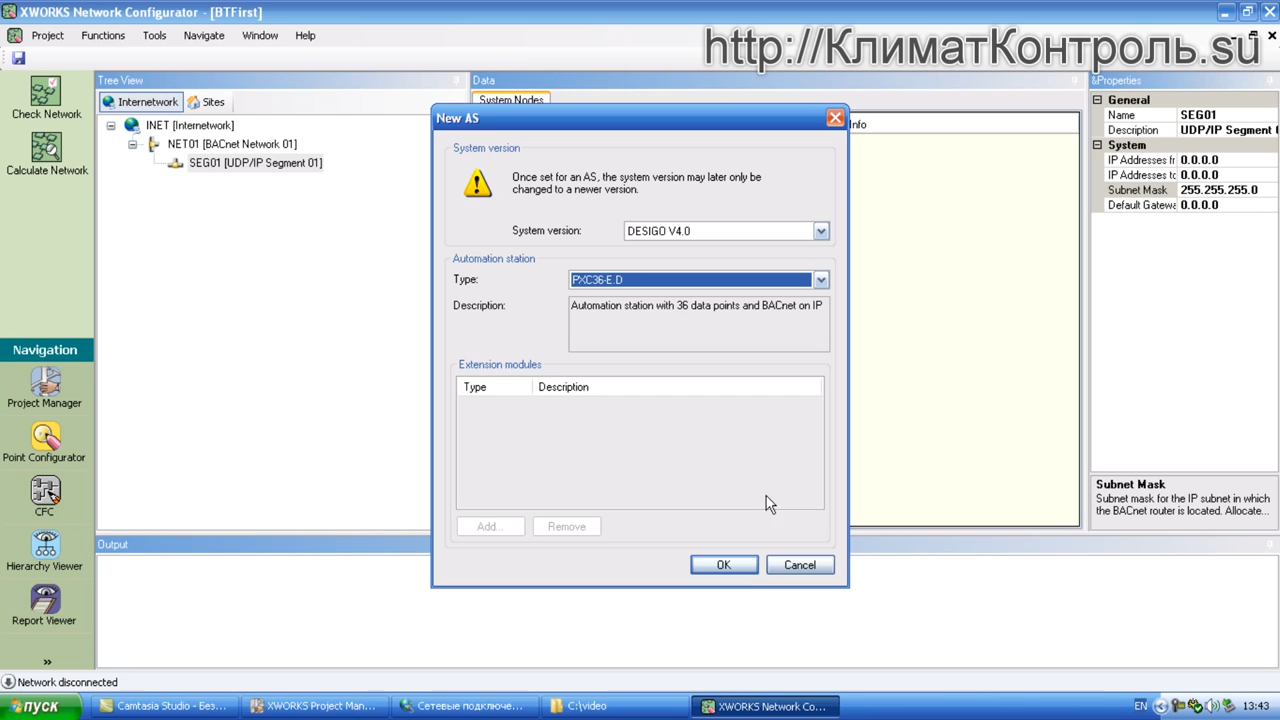 XWORKS Network Configurator - [BTFirst]
http://КлиматКонтроль.su
Project Functions Tools Navigate Window Help
Check Network
Calculate Network
Navigation
Project Manager
Point Configurator
CFC
Hierarchy Viewer
Report Viewer
»
Tree View
Internetwork Sites
INET [Internetwork]
NET01 [BACnet Network 01]
SEG01 [UDP/IP Segment 01]
Data
System Nodes
Info
New AS
System version
Once set for an AS, the system version may later only be
changed to a newer version.
System version: DESIGO V4.0
Automation station
Type: PXC36-E.D
Description: Automation station with 36 data points and BACnet on IP
Extension modules
Type Description
Add... Remove
OK Cancel
&Properties
General
Name SEG01
Description UDP/IP Segment (
System
IP Addresses fr 0.0.0.0
IP Addresses to 0.0.0.0
Subnet Mask 255.255.255.0
Default Gatewa 0.0.0.0
Subnet Mask
Subnet mask for the IP subnet in which
the BACnet router is located. Allocate...
Output
Network disconnected
пуск Camtasia Studio - Без... XWORKS Project Man... Сетевые подключе... C:\video XWORKS Network Co... EN 13:43